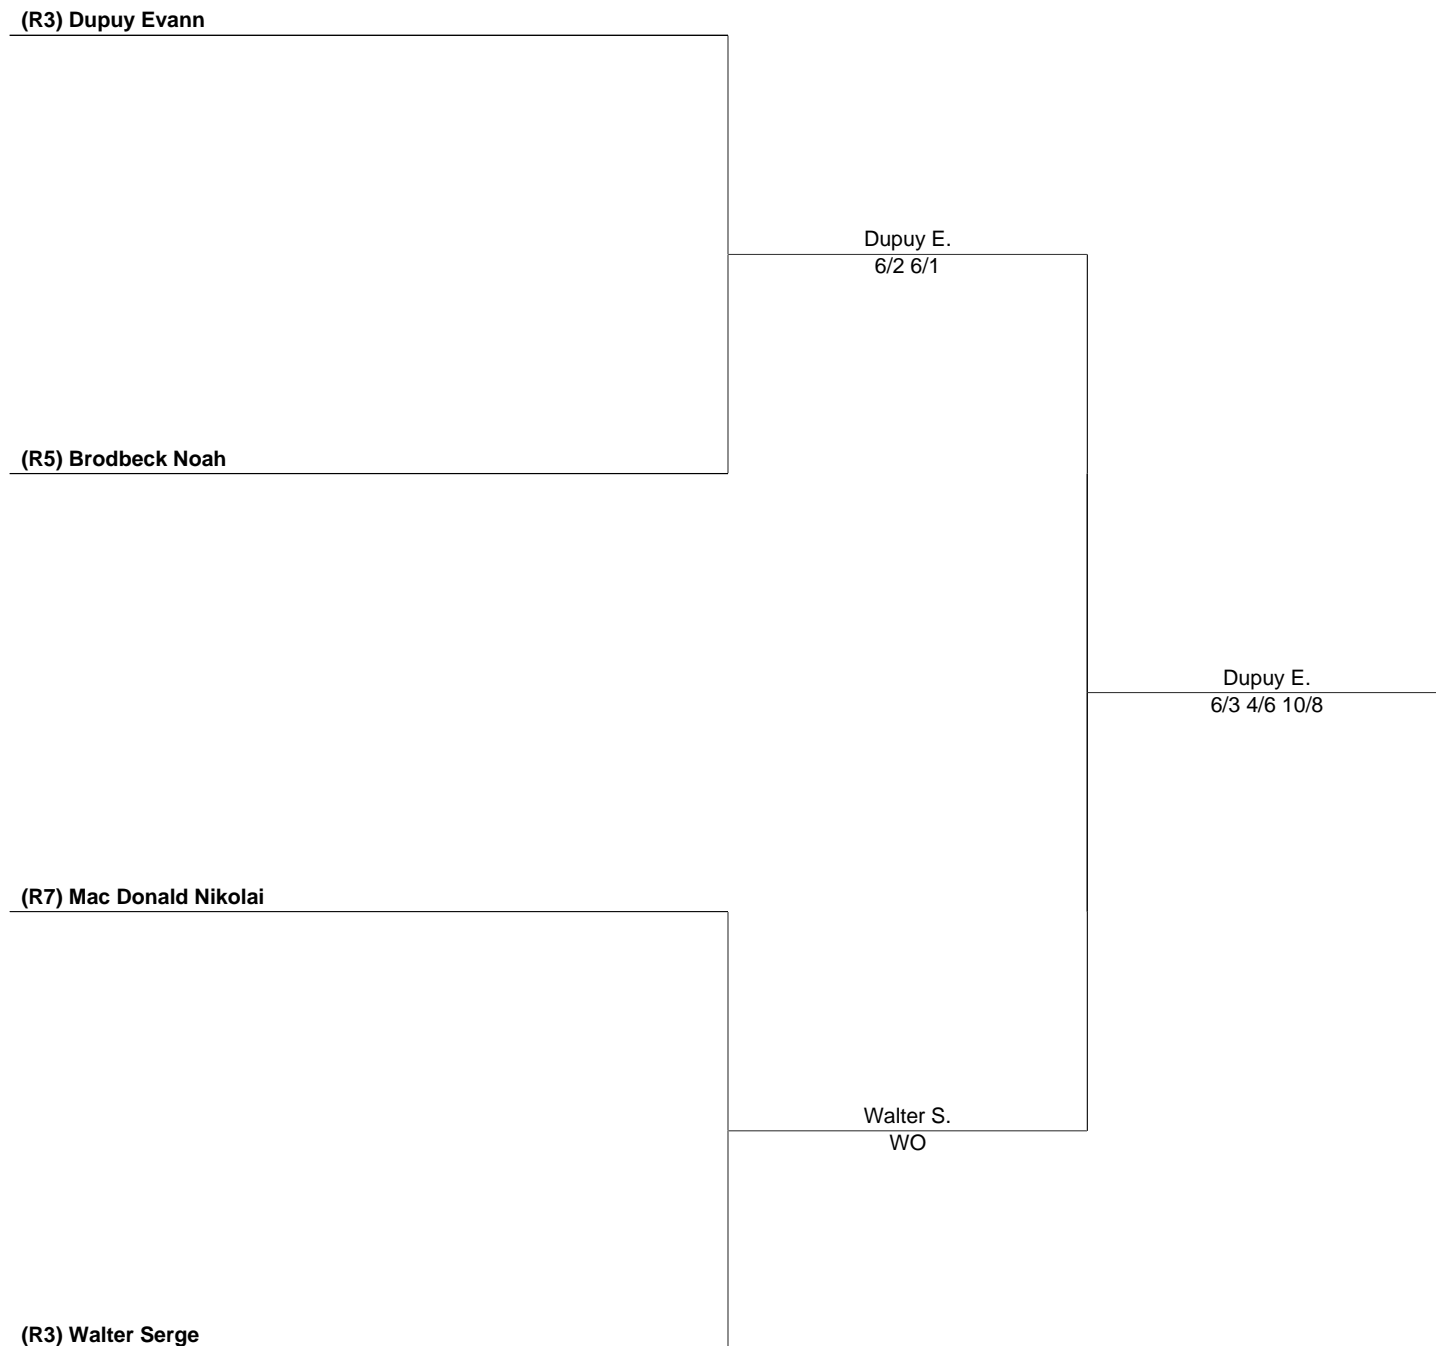 (R3) Dupuy Evann
Dupuy E.
6/2 6/1
(R5) Brodbeck Noah
Dupuy E.
6/3 4/6 10/8
(R7) Mac Donald Nikolai
Walter S.
WO
(R3) Walter Serge